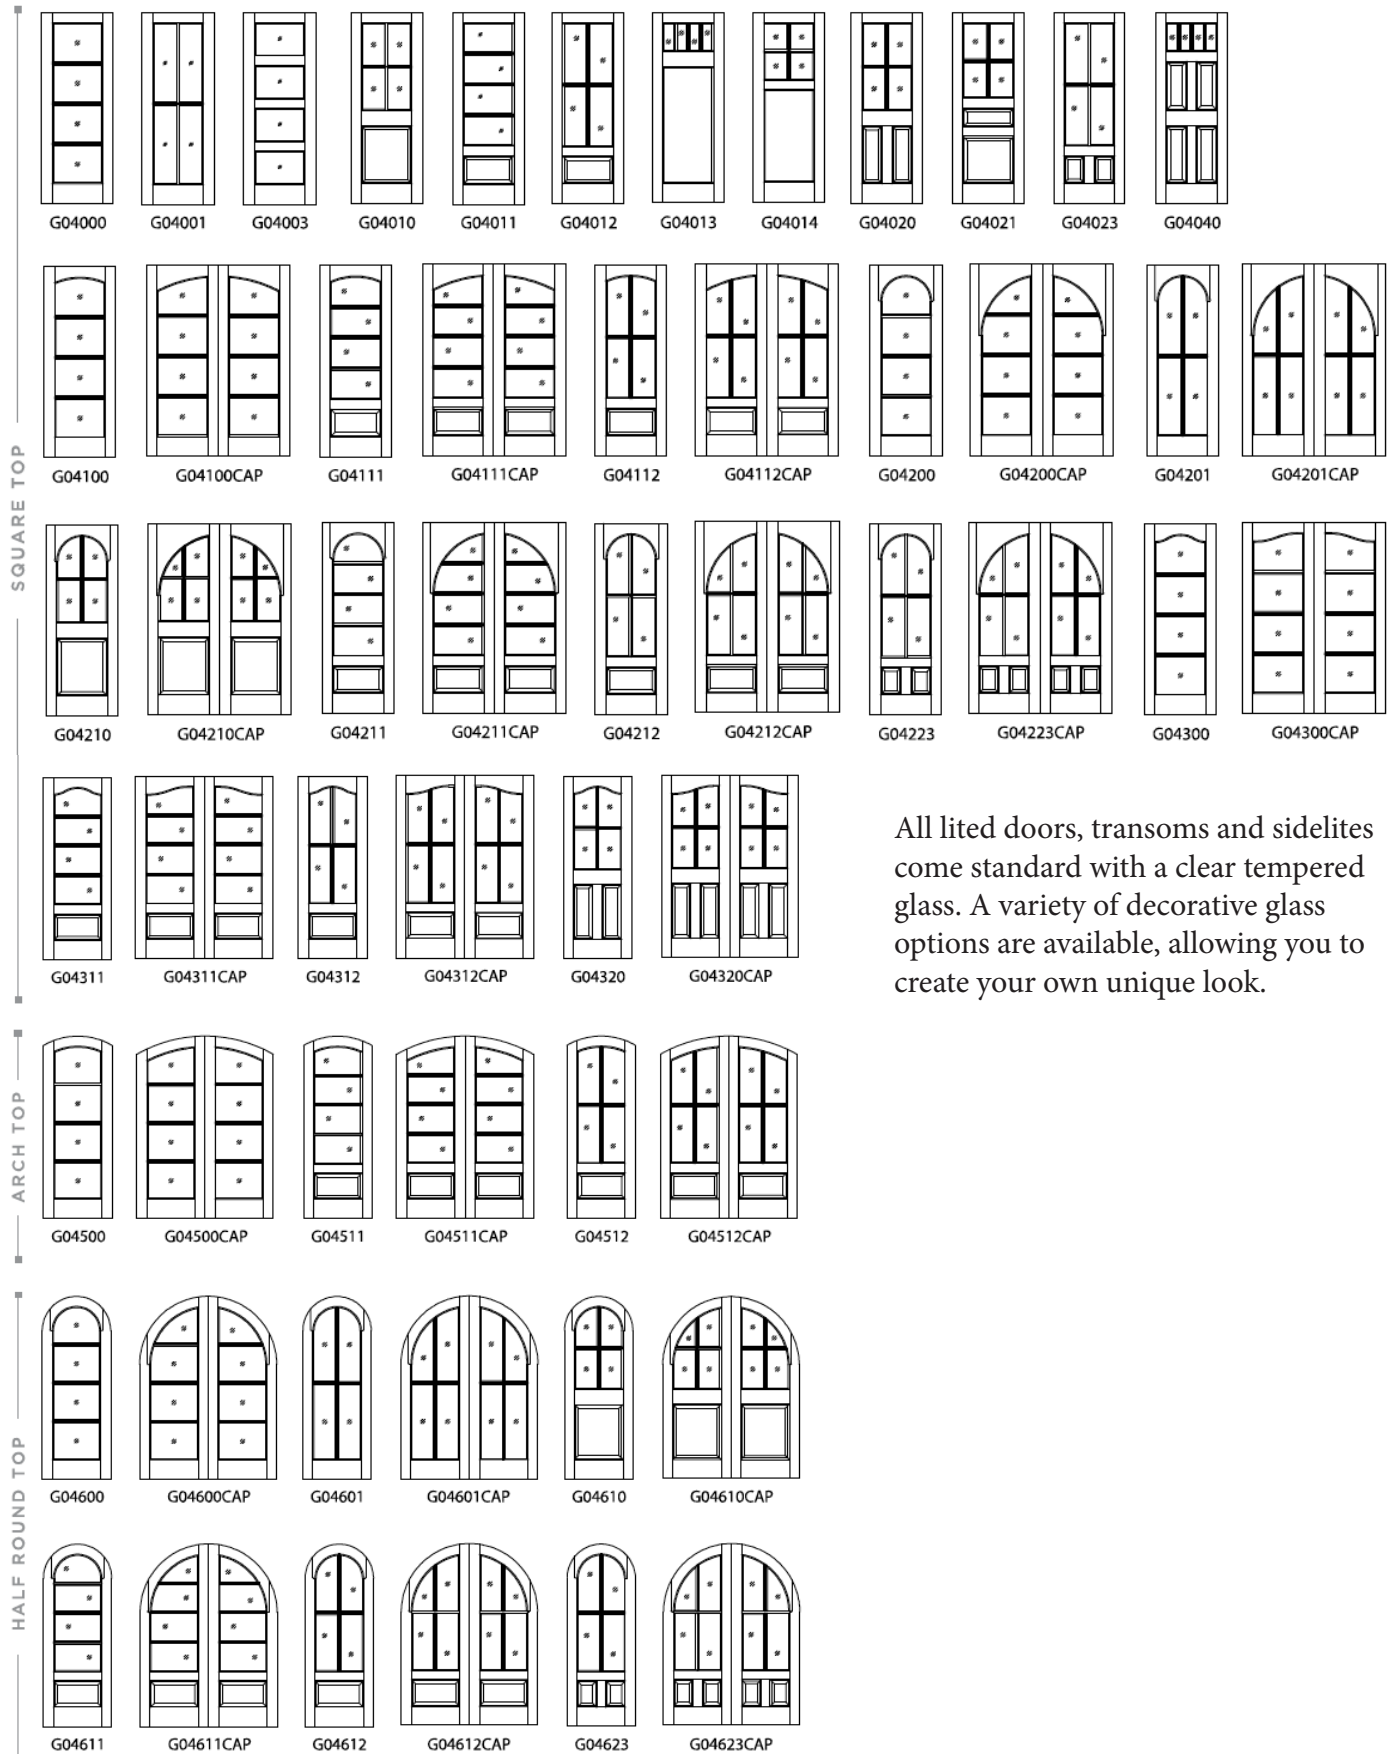 SQUARE TOP
G04000 G04001 G04003 G04010 G04011 G04012 G04013 G04014 G04020 G04021 G04023 G04040
G04100 G04100CAP G04111 G04111CAP G04112 G04112CAP G04200 G04200CAP G04201 G04201CAP
G04210 G04210CAP G04211 G04211CAP G04212 G04212CAP G04223 G04223CAP G04300 G04300CAP
G04311 G04311CAP G04312 G04312CAP G04320 G04320CAP
All lited doors, transoms and sidelites
come standard with a clear tempered
glass. A variety of decorative glass
options are available, allowing you to
create your own unique look.
ARCH TOP
G04500 G04500CAP G04511 G04511CAP G04512 G04512CAP
HALF ROUND TOP
G04600 G04600CAP G04601 G04601CAP G04610 G04610CAP
G04611 G04611CAP G04612 G04612CAP G04623 G04623CAP